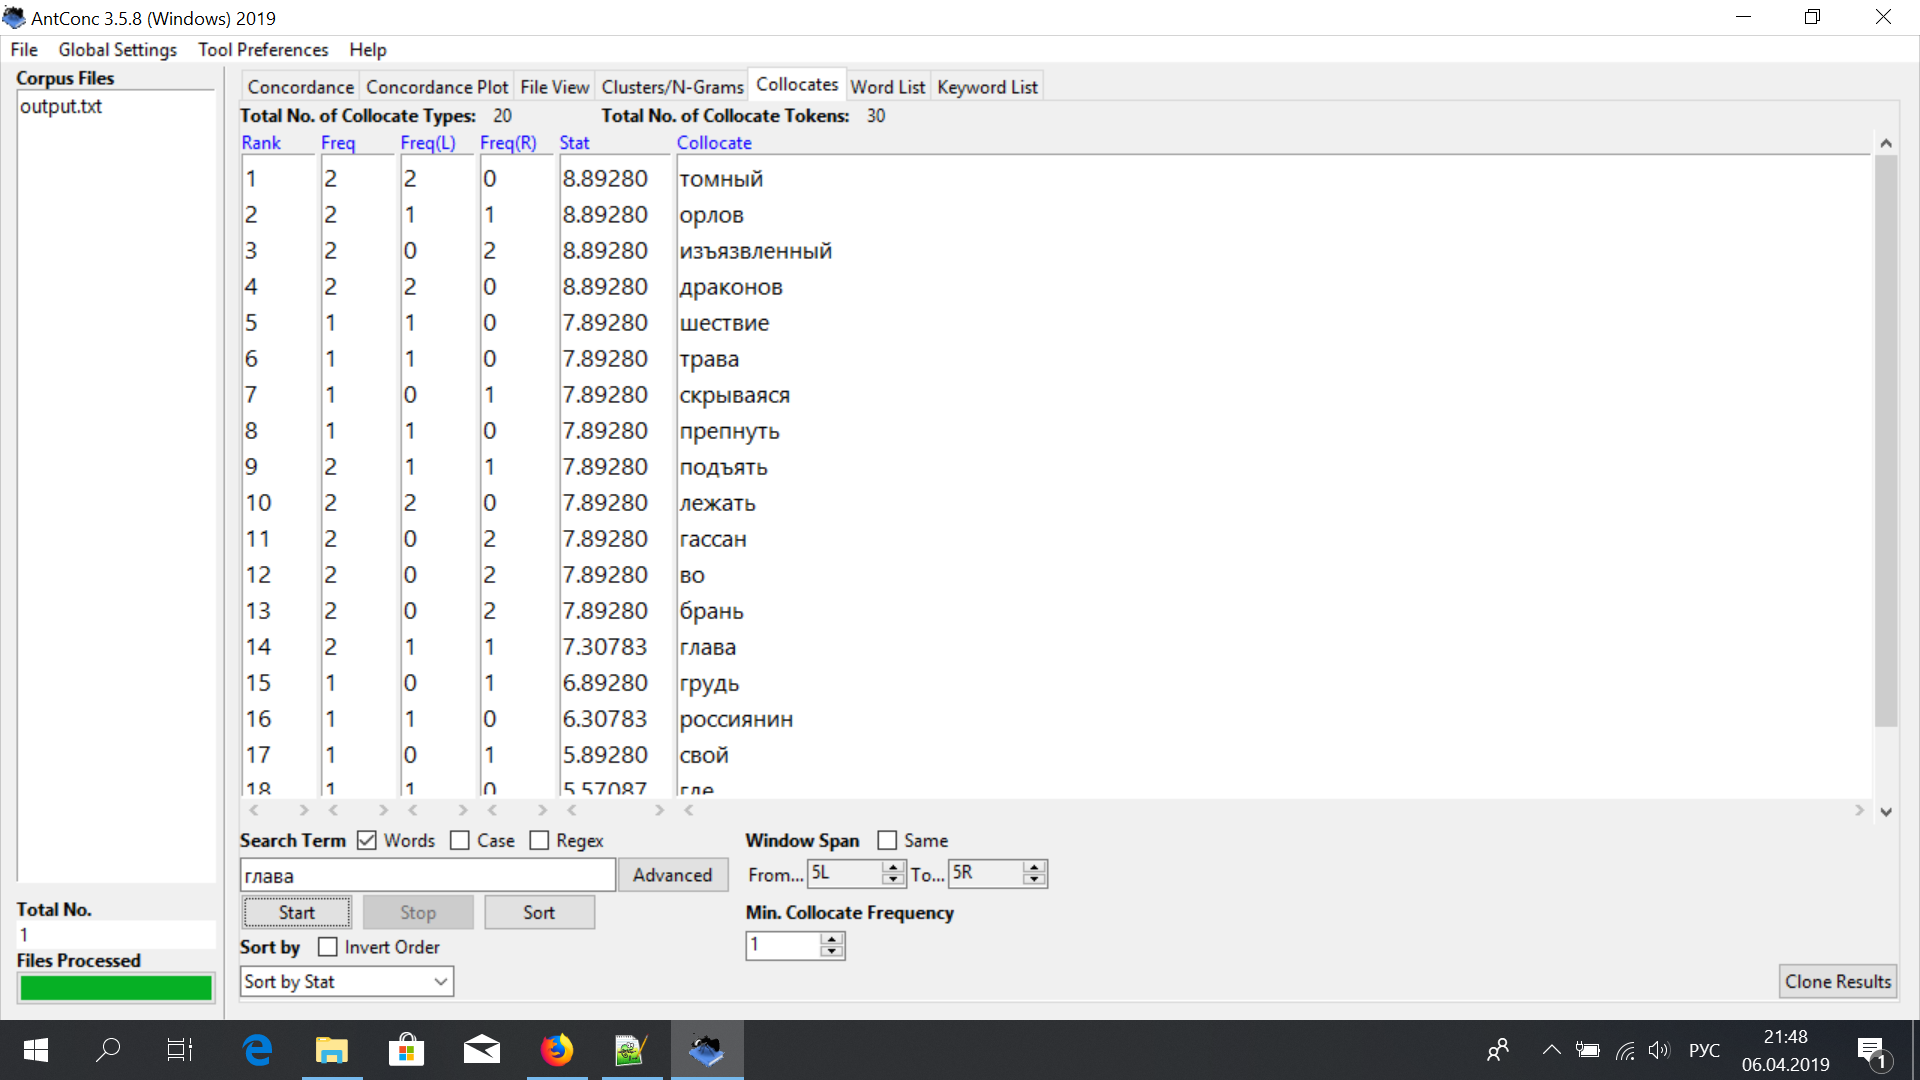 AntConc 3.5.8 (Windows) 2019
File Global Settings Tool Preferences Help
Corpus Files
output.txt
Concordance Concordance Plot File View Clusters/N-Grams Collocates Word List Keyword List
Total No. of Collocate Types: 20 Total No. of Collocate Tokens: 30
Rank Freq Freq(L) Freq(R) Stat Collocate
1 2 2 0 8.89280 томный
2 2 1 1 8.89280 орлов
3 2 0 2 8.89280 изъязвленный
4 2 2 0 8.89280 драконов
5 1 1 0 7.89280 шествие
6 1 1 0 7.89280 трава
7 1 0 1 7.89280 скрываяся
8 1 1 0 7.89280 препнуть
9 2 1 1 7.89280 подъять
10 2 2 0 7.89280 лежать
11 2 0 2 7.89280 гассан
12 2 0 2 7.89280 во
13 2 0 2 7.89280 брань
14 2 1 1 7.30783 глава
15 1 0 1 6.89280 грудь
16 1 1 0 6.30783 россиянин
17 1 0 1 5.89280 свой
18 1 1 0 5.57087 где
Search Term Words Case Regex Window Span Same
глава Advanced From... 5L To... 5R
Start Stop Sort Min. Collocate Frequency
Total No.
1
Sort by Invert Order 1
Files Processed
Sort by Stat Clone Results
РУС 21:48
06.04.2019 1